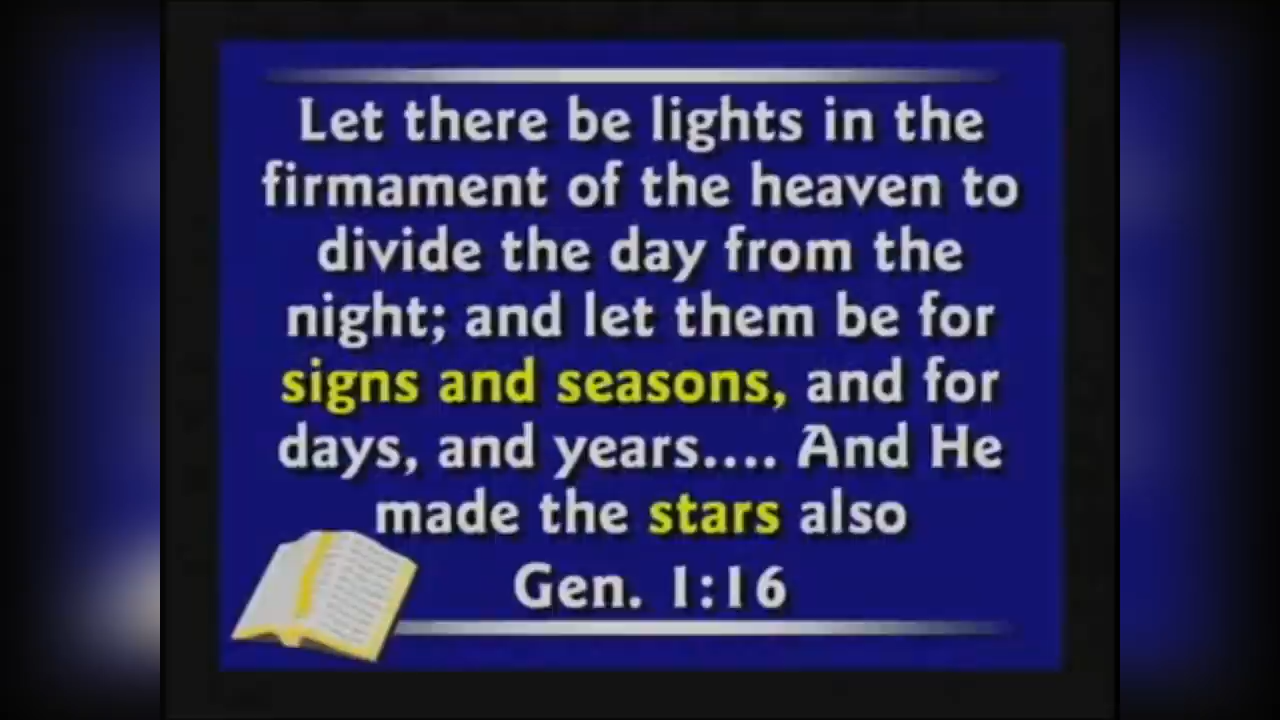 Let there be lights in the
firmament of the heaven to
divide the day from the
night; and let them be for
signs and seasons, and for
days, and years.... And He
made the stars also
Gen. 1:16